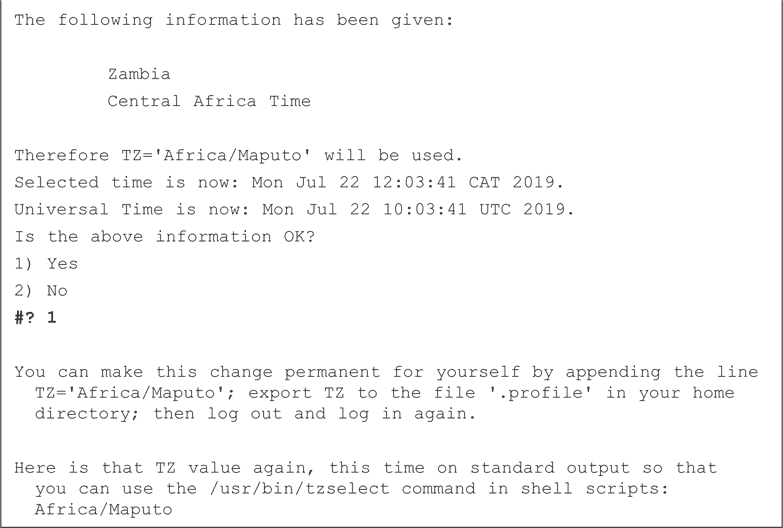 The following information has been given:
Zambia
Central Africa Time
Therefore TZ='Africa/Maputo' will be used.
Selected time is now: Mon Jul 22 12:03:41 CAT 2019.
Universal Time is now: Mon Jul 22 10:03:41 UTC 2019.
Is the above information OK?
1) Yes
2) No
#? 1
You can make this change permanent for yourself by appending the line
TZ='Africa/Maputo'; export TZ to the file '.profile' in your home
directory; then log out and log in again.
Here is that TZ value again, this time on standard output so that
you can use the /usr/bin/tzselect command in shell scripts:
Africa/Maputo